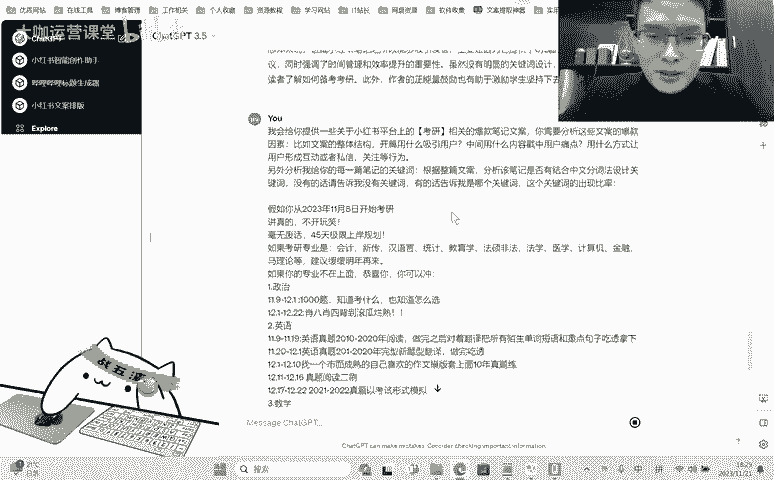 优质网站 在线工具 博客管理 工作相关 个人收藏 资源教程 学习网站 IT站长 网盘资源 软件收集 文案提取神器
大咖运营课堂
ChatGPT
ChatGPT 3.5
小红书智能创作助手
哔哩哔哩标题生成器
小红书文案排版
Explore
议，同时强调了时间管理和效率提升的重要性。虽然没有明显的关键词设计，
读者了解如何备考考研。此外，作者的正能量鼓励也有助于激励学生坚持下去
You
我会给你提供一些关于小红书平台上的【考研】相关的爆款笔记文案，你需要分析这些文案的爆款
因素：比如文案的整体结构，开篇用什么吸引用户？中间用什么内容戳中用户痛点？用什么方式让
用户形成互动或者私信，关注等行为。
另外分析我给你的每一篇笔记的关键词：根据整篇文案，分析该笔记是否有结合中文分词法设计关
键词，没有的话请告诉我没有关键词，有的话告诉我是哪个关键词，这个关键词的出现比率：
假如你从2023年11月8日开始考研
讲真的，不开玩笑！
毫无废话，45天极限上岸规划！
如果考研专业是：会计，新传，汉语言，统计，教育学，法硕非法，法学，医学，计算机，金融，
马理论等，建议缓缓明年再来。
如果你的专业不在上面，恭喜你，你可以冲：
1.政治
11.9-12.1:1000题，知道考什么，也知道怎么选
12.1-12.22:肖八肖四背到滚瓜烂熟！！
2.英语
11.9-11.19:英语真题2010-2020年阅读，做完之后对着翻译把所有陌生单词短语和重点句子吃透拿下
11.20-12.1英语真题201-2020年完型新题型翻译，做完吃透
12.1-12.10找一个市面成熟的自己喜欢的作文模版套上面10年真题练
12.11-12.16 真题阅读二刷
12.17-12.22 2021-2022真题以考试形式模拟
3.数学
Message ChatGPT...
ChatGPT can make mistakes. Consider checking important information.
战五渣
21°C
搜索
中 拼
2023/11/21